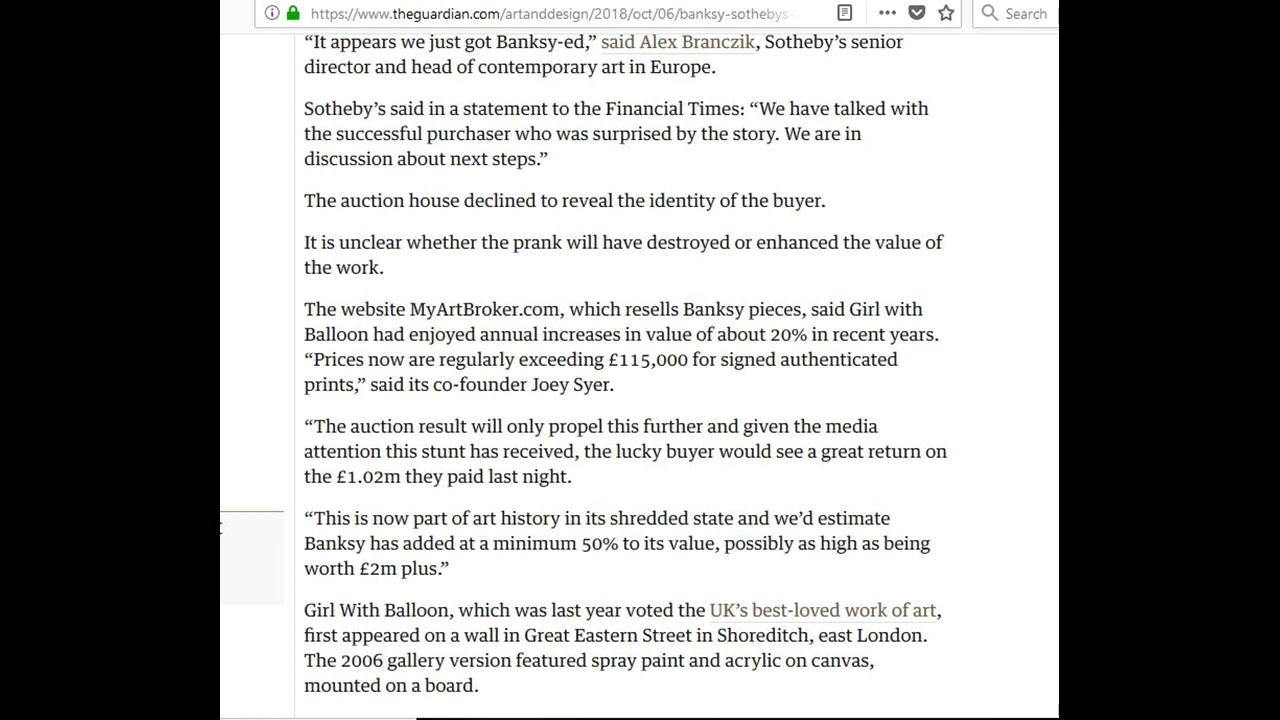 https://www.theguardian.com/artanddesign/2018/oct/06/banksy-sothebys-
Search
“It appears we just got Banksy-ed,” said Alex Branczik, Sotheby’s senior
director and head of contemporary art in Europe.
Sotheby’s said in a statement to the Financial Times: “We have talked with
the successful purchaser who was surprised by the story. We are in
discussion about next steps.”
The auction house declined to reveal the identity of the buyer.
It is unclear whether the prank will have destroyed or enhanced the value of
the work.
The website MyArtBroker.com, which resells Banksy pieces, said Girl with
Balloon had enjoyed annual increases in value of about 20% in recent years.
“Prices now are regularly exceeding £115,000 for signed authenticated
prints,” said its co-founder Joey Syer.
“The auction result will only propel this further and given the media
attention this stunt has received, the lucky buyer would see a great return on
the £1.02m they paid last night.
“This is now part of art history in its shredded state and we’d estimate
Banksy has added at a minimum 50% to its value, possibly as high as being
worth £2m plus.”
Girl With Balloon, which was last year voted the UK’s best-loved work of art,
first appeared on a wall in Great Eastern Street in Shoreditch, east London.
The 2006 gallery version featured spray paint and acrylic on canvas,
mounted on a board.